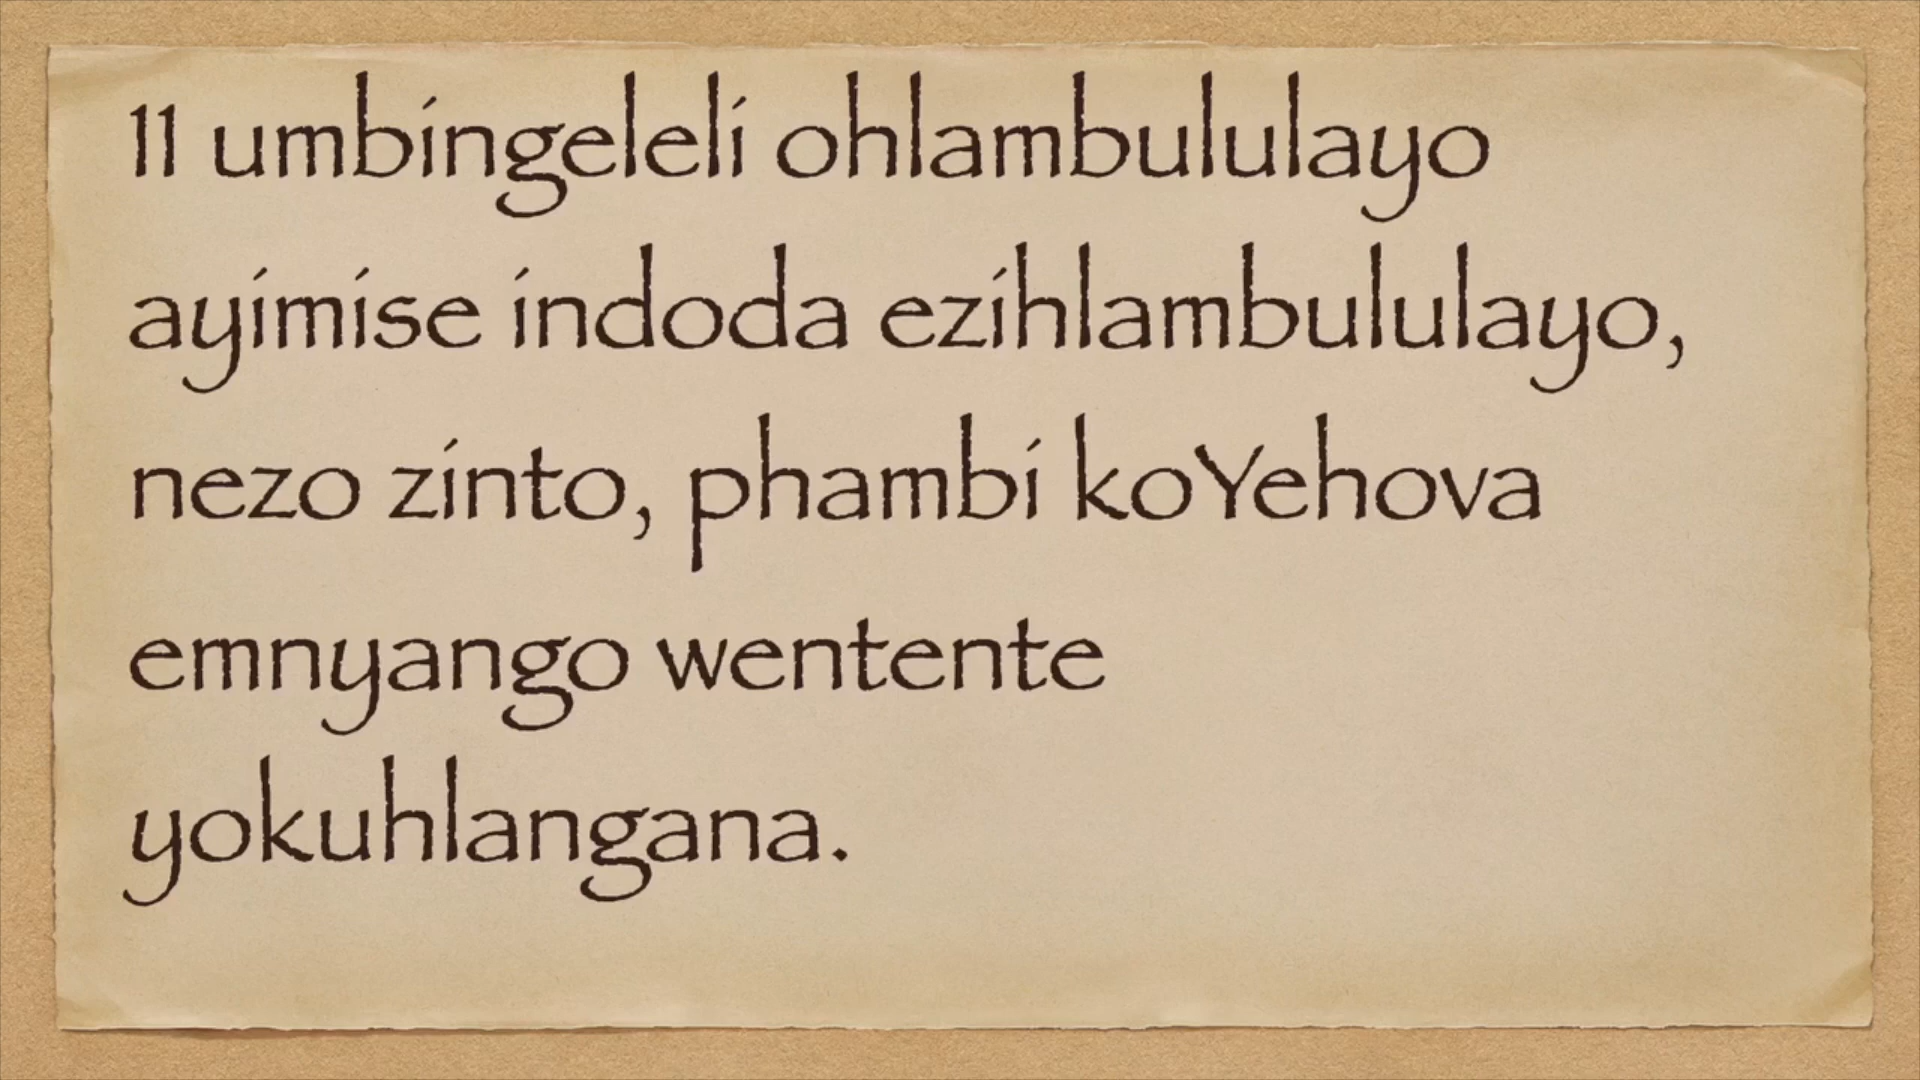 11 umbingeleli ohlambululayo
ayimise indoda ezihlambululayo,
nezo zinto, phambi koYehova
emnyango wentente
yokuhlangana.